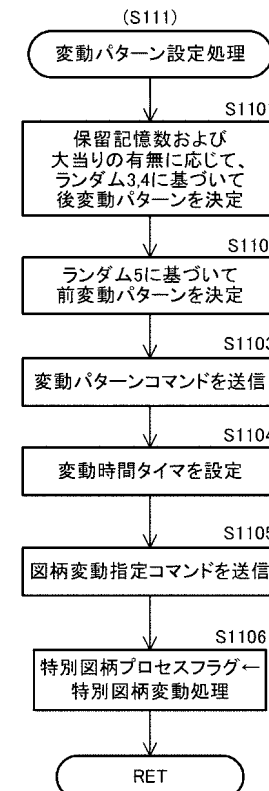 (S111)
変動パターン設定処理
S1101
保留記憶数および
大当りの有無に応じて、
ランダム3,4に基づいて
後変動パターンを決定
S1102
ランダム5に基づいて
前変動パターンを決定
S1103
変動パターンコマンドを送信
S1104
変動時間タイマを設定
S1105
図柄変動指定コマンドを送信
S1106
特別図柄プロセスフラグ←
特別図柄変動処理
RET